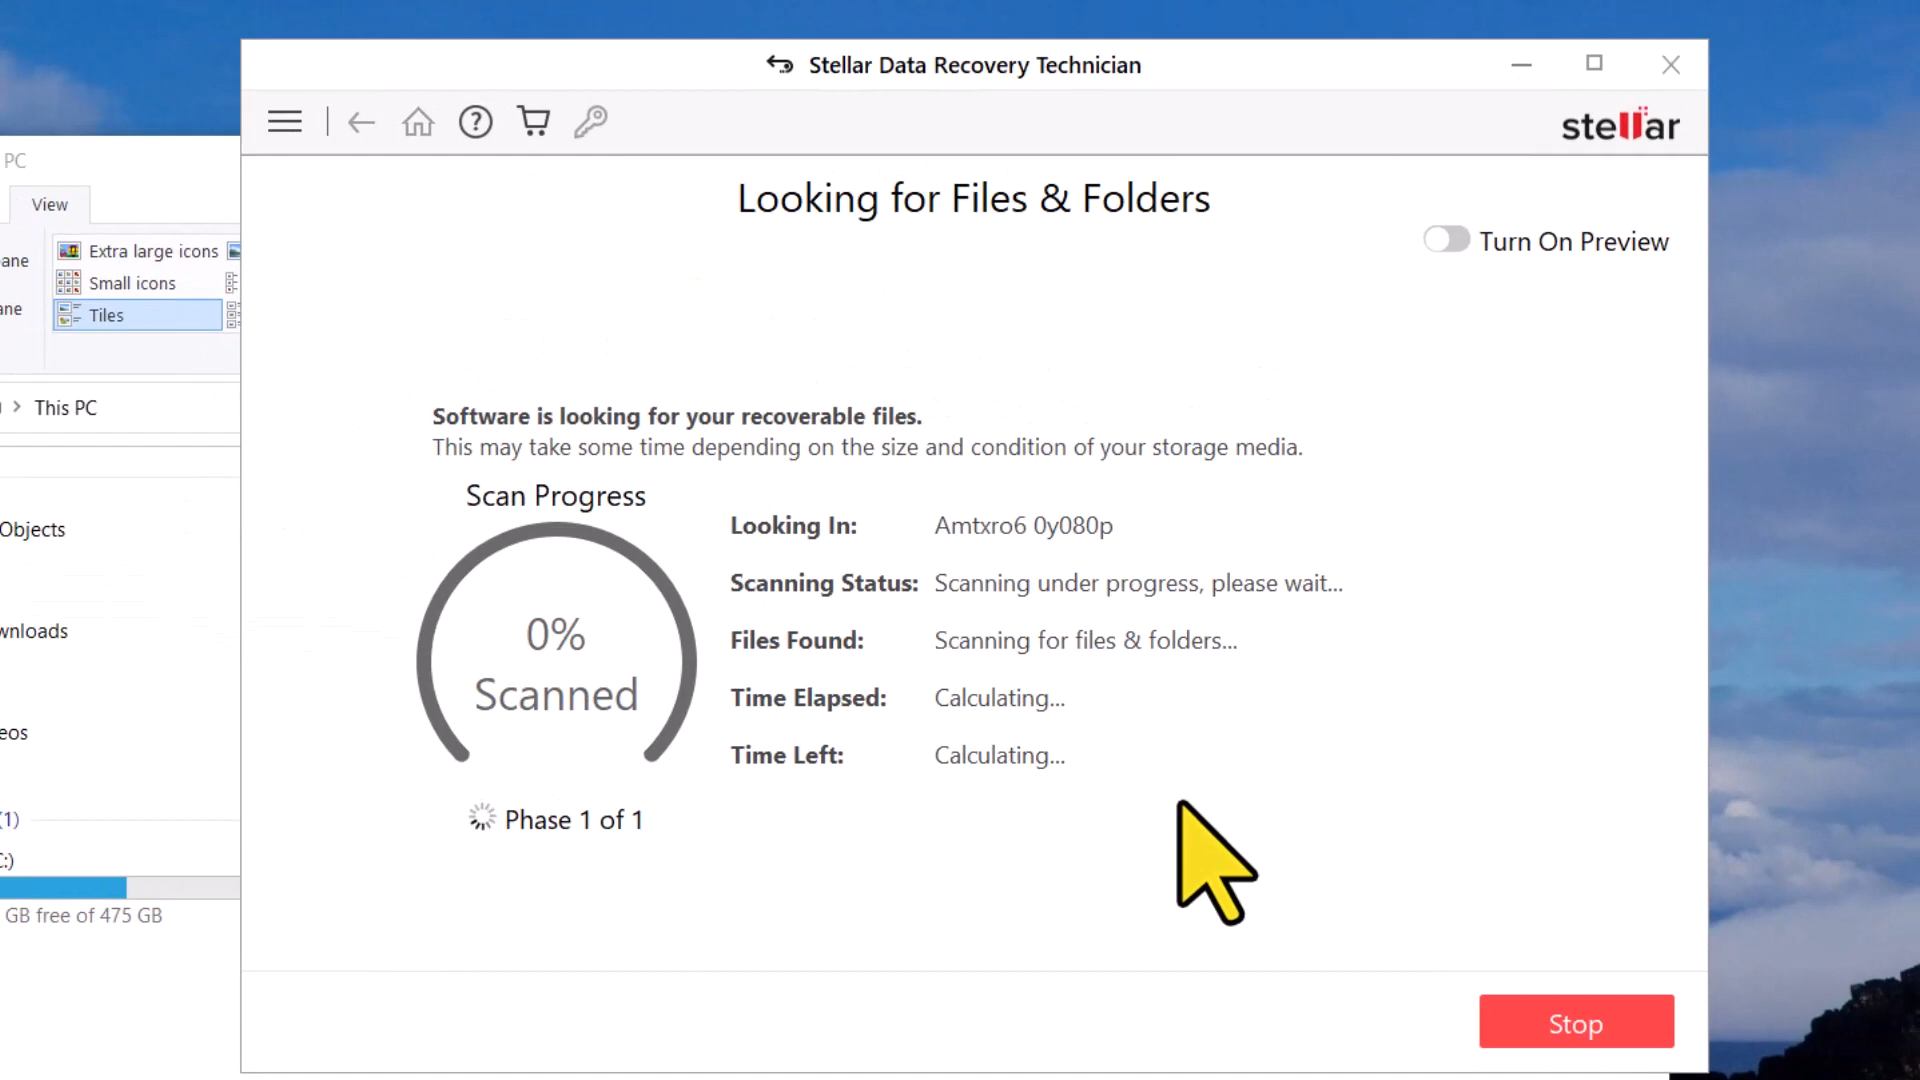 Stellar Data Recovery Technician
stellar
PC
View
Extra large icons
Small icons
Tiles
This PC
Objects
(1)
GB free of 475 GB
Looking for Files & Folders
Turn On Preview
Software is looking for your recoverable files.
This may take some time depending on the size and condition of your storage media.
Scan Progress
0%
Scanned
Phase 1 of 1
Looking In: Amtxro6 0y080p
Scanning Status: Scanning under progress, please wait...
Files Found: Scanning for files & folders...
Time Elapsed: Calculating...
Time Left: Calculating...
Stop